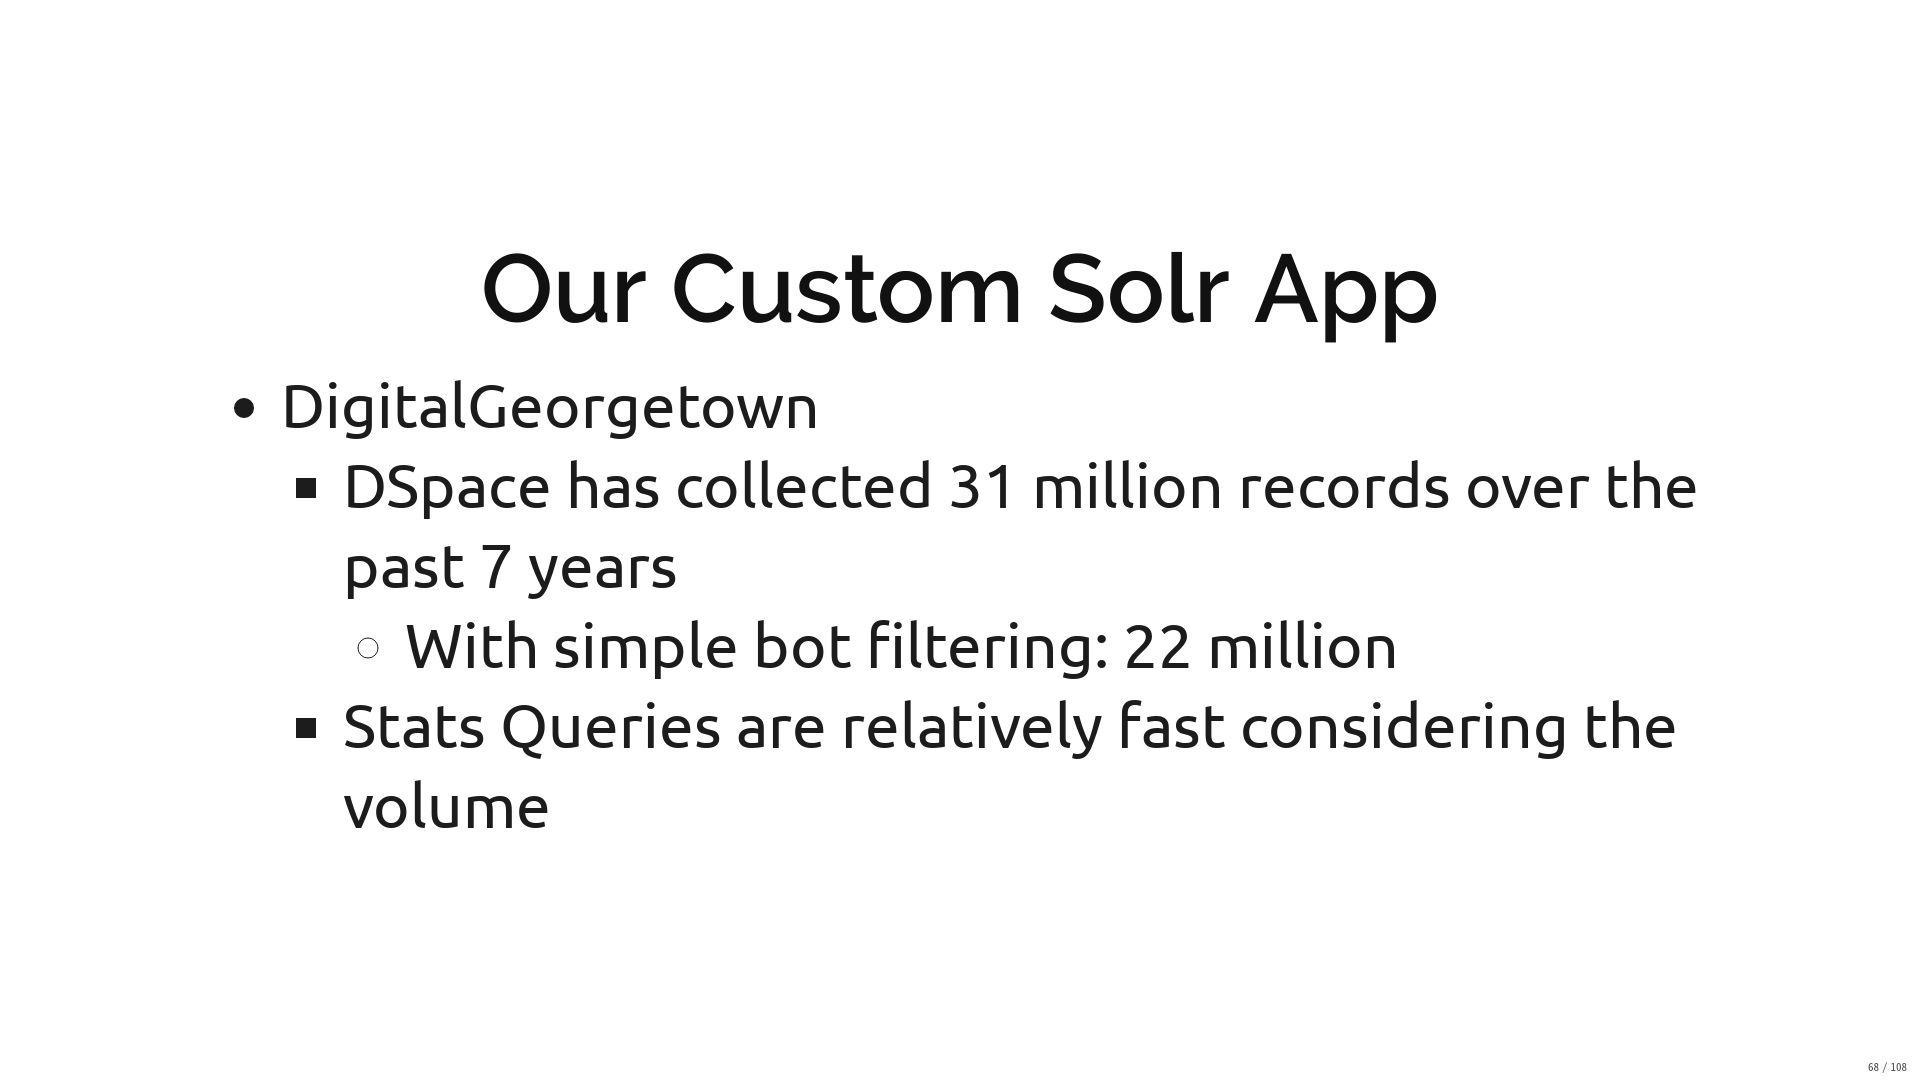 Our Custom Solr App
• DigitalGeorgetown
▪ DSpace has collected 31 million records over the
past 7 years
○ With simple bot filtering: 22 million
▪ Stats Queries are relatively fast considering the
volume
68 / 108